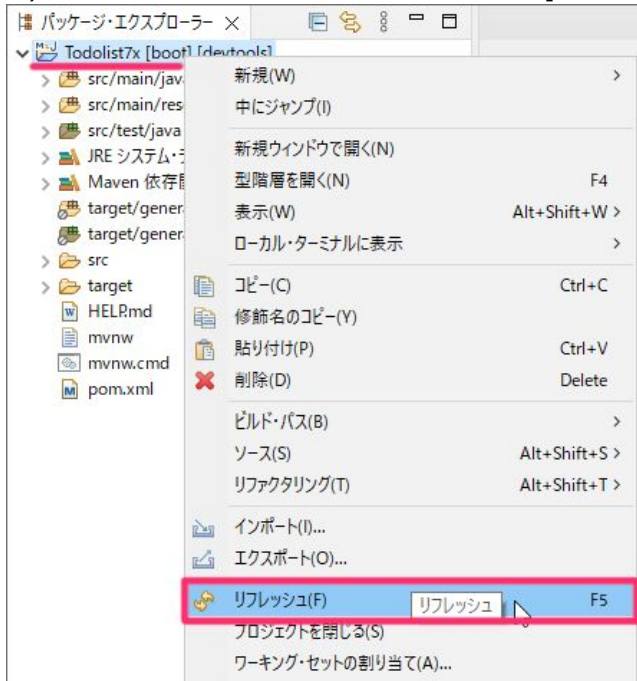 パッケージ・エクスプローラー
Todolist7x [boot] [devtools]
src/main/jav
src/main/res
src/test/java
JRE システム・ラ
Maven 依存関
target/gener
target/gener
src
target
HELP.md
mvnw
mvnw.cmd
pom.xml
新規(W) >
中にジャンプ(I)
新規ウィンドウで開く(N)
型階層を開く(N) F4
表示(W) Alt+Shift+W >
ローカル・ターミナルに表示 >
コピー(C) Ctrl+C
修飾名のコピー(Y)
貼り付け(P) Ctrl+V
削除(D) Delete
ビルド・パス(B) >
ソース(S) Alt+Shift+S >
リファクタリング(T) Alt+Shift+T >
インポート(I)...
エクスポート(O)...
リフレッシュ(F) リフレッシュ F5
プロジェクトを閉じる(S)
ワーキング・セットの割り当て(A)...